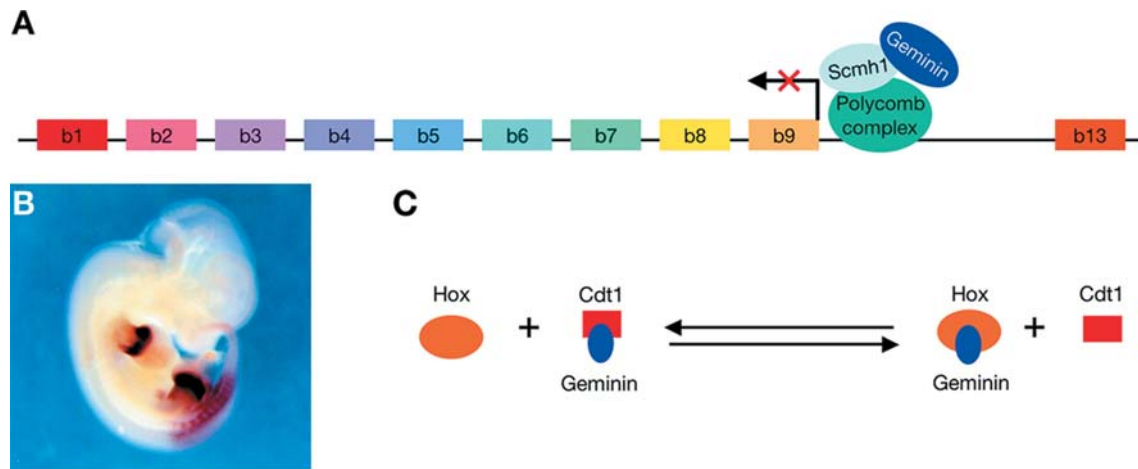 A
Geminin
Scmh1
Polycomb
complex
b1 b2 b3 b4 b5 b6 b7 b8 b9 b13
B
C
Hox + Cdt1 Hox + Cdt1
Geminin Geminin